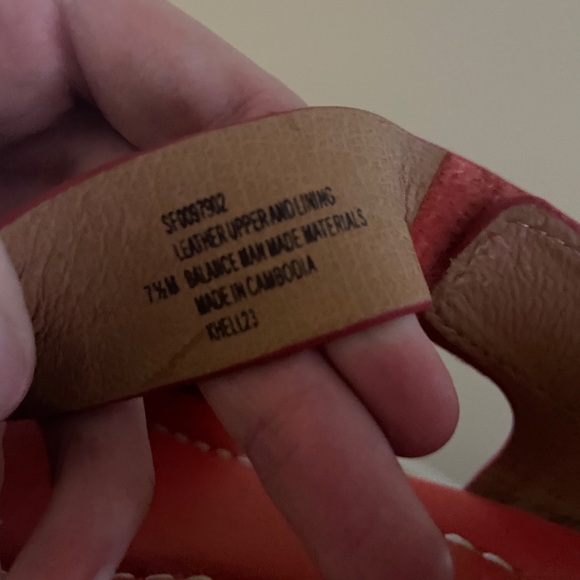 SF0097902
LEATHER UPPER AND LINING
7 ½ M BALANCE MAN MADE MATERIALS
MADE IN CAMBODIA
KHELL23